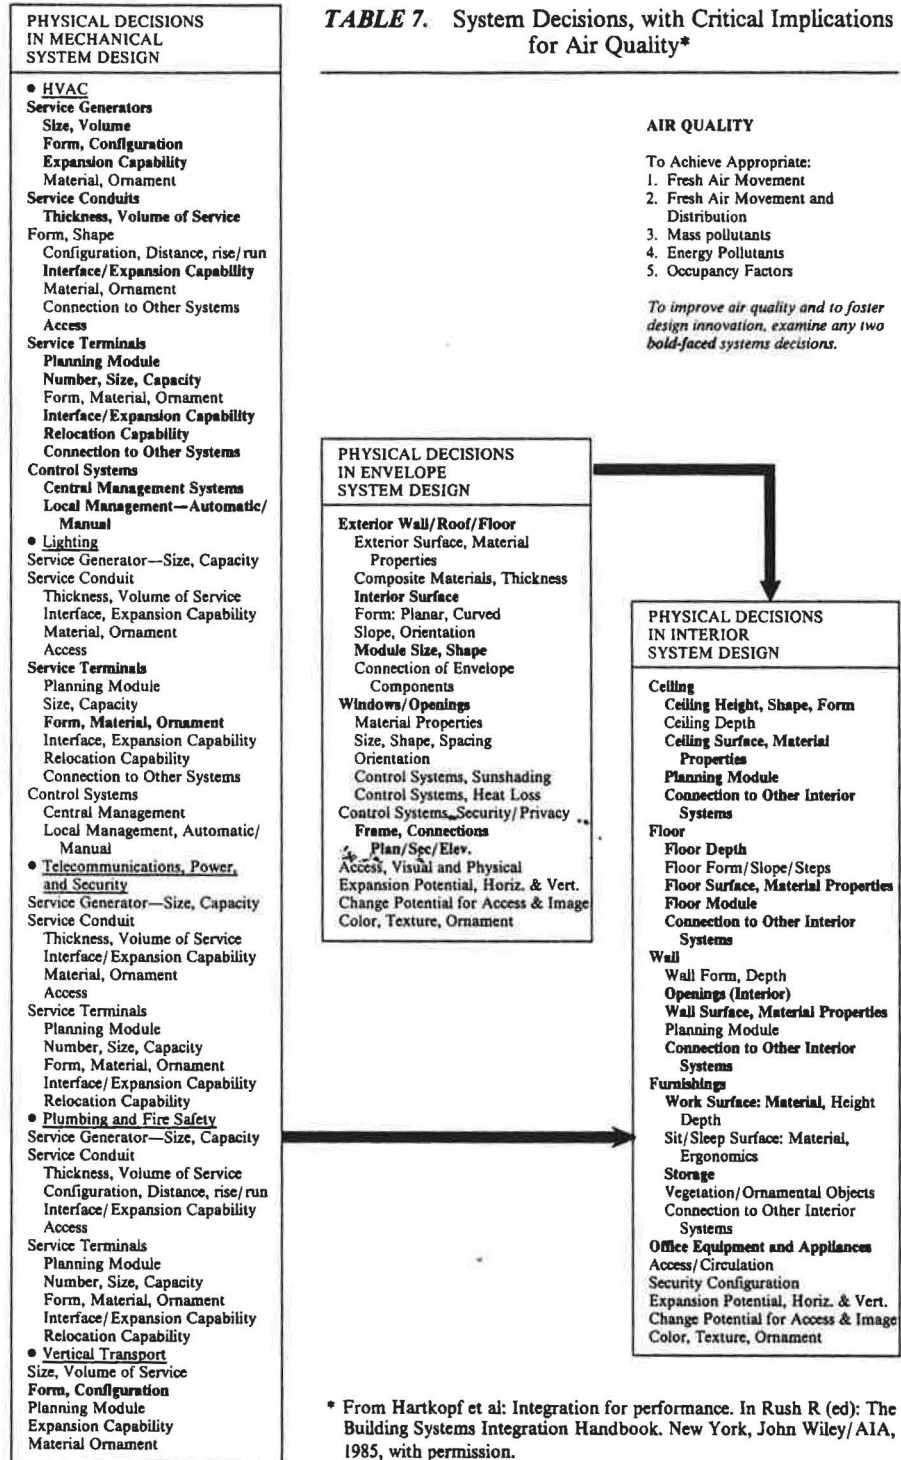 PHYSICAL DECISIONS
IN MECHANICAL
SYSTEM DESIGN
• HVAC
Service Generators
Size, Volume
Form, Configuration
Expansion Capability
Material, Ornament
Service Conduits
Thickness, Volume of Service
Form, Shape
Configuration, Distance, rise/run
Interface/Expansion Capability
Material, Ornament
Connection to Other Systems
Access
Service Terminals
Planning Module
Number, Size, Capacity
Form, Material, Ornament
Interface/Expansion Capability
Relocation Capability
Connection to Other Systems
Control Systems
Central Management Systems
Local Management—Automatic/
Manual
• Lighting
Service Generator—Size, Capacity
Service Conduit
Thickness, Volume of Service
Interface, Expansion Capability
Material, Ornament
Access
Service Terminals
Planning Module
Size, Capacity
Form, Material, Ornament
Interface, Expansion Capability
Relocation Capability
Connection to Other Systems
Control Systems
Central Management
Local Management, Automatic/
Manual
• Telecommunications, Power,
and Security
Service Generator—Size, Capacity
Service Conduit
Thickness, Volume of Service
Interface/Expansion Capability
Material, Ornament
Access
Service Terminals
Planning Module
Number, Size, Capacity
Form, Material, Ornament
Interface/Expansion Capability
Relocation Capability
• Plumbing and Fire Safety
Service Generator—Size, Capacity
Service Conduit
Thickness, Volume of Service
Configuration, Distance, rise/run
Interface/Expansion Capability
Access
Service Terminals
Planning Module
Number, Size, Capacity
Form, Material, Ornament
Interface/Expansion Capability
Relocation Capability
• Vertical Transport
Size, Volume of Service
Form, Configuration
Planning Module
Expansion Capability
Material Ornament
TABLE 7. System Decisions, with Critical Implications
for Air Quality*
AIR QUALITY
To Achieve Appropriate:
1. Fresh Air Movement
2. Fresh Air Movement and
Distribution
3. Mass pollutants
4. Energy Pollutants
5. Occupancy Factors
To improve air quality and to foster
design innovation, examine any two
bold-faced systems decisions.
PHYSICAL DECISIONS
IN ENVELOPE
SYSTEM DESIGN
Exterior Wall/Roof/Floor
Exterior Surface, Material
Properties
Composite Materials, Thickness
Interior Surface
Form: Planar, Curved
Slope, Orientation
Module Size, Shape
Connection of Envelope
Components
Windows/Openings
Material Properties
Size, Shape, Spacing
Orientation
Control Systems, Sunshading
Control Systems, Heat Loss
Control Systems, Security/Privacy
Frame, Connections
Plan/Sec/Elev.
Access, Visual and Physical
Expansion Potential, Horiz. & Vert.
Change Potential for Access & Image
Color, Texture, Ornament
PHYSICAL DECISIONS
IN INTERIOR
SYSTEM DESIGN
Ceiling
Ceiling Height, Shape, Form
Ceiling Depth
Ceiling Surface, Material
Properties
Planning Module
Connection to Other Interior
Systems
Floor
Floor Depth
Floor Form/Slope/Steps
Floor Surface, Material Properties
Floor Module
Connection to Other Interior
Systems
Wall
Wall Form, Depth
Openings (Interior)
Wall Surface, Material Properties
Planning Module
Connection to Other Interior
Systems
Furnishings
Work Surface: Material, Height
Depth
Sit/Sleep Surface: Material,
Ergonomics
Storage
Vegetation/Ornamental Objects
Connection to Other Interior
Systems
Office Equipment and Appliances
Access/Circulation
Security Configuration
Expansion Potential, Horiz. & Vert.
Change Potential for Access & Image
Color, Texture, Ornament
* From Hartkopf et al: Integration for performance. In Rush R (ed): The
Building Systems Integration Handbook. New York, John Wiley/AIA,
1985, with permission.